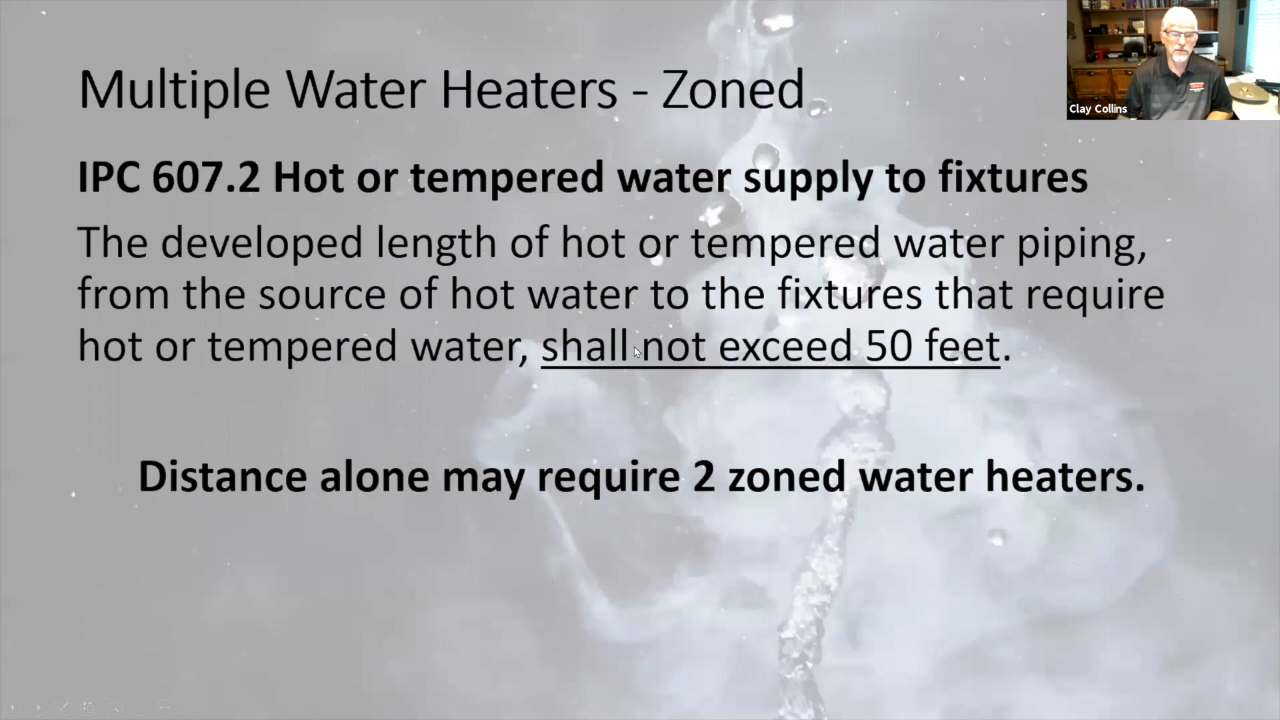 Multiple Water Heaters - Zoned
Clay Collins
IPC 607.2 Hot or tempered water supply to fixtures
The developed length of hot or tempered water piping,
from the source of hot water to the fixtures that require
hot or tempered water, shall not exceed 50 feet.
Distance alone may require 2 zoned water heaters.